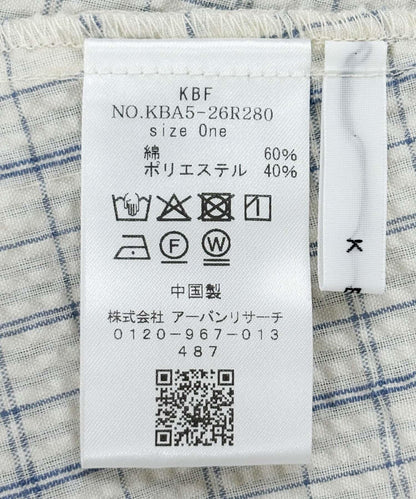 KBF
NO.KBA5-26R280
size One
綿 60%
ポリエステル 40%
F W
中国製
株式会社 アーバンリサーチ
0120-967-013
487
K